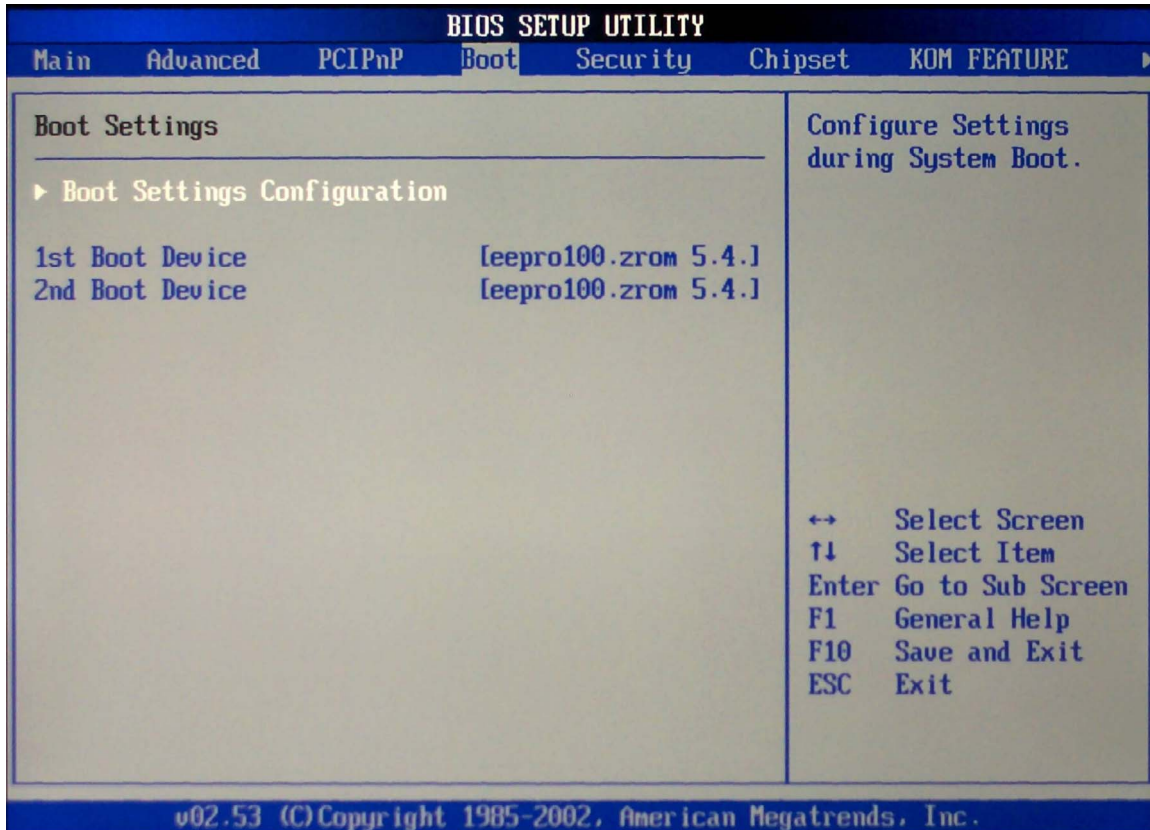 BIOS SETUP UTILITY
Main Advanced PCIPnP Boot Security Chipset KOM FEATURE
Boot Settings
Boot Settings Configuration
1st Boot Device [eepro100.zrom 5.4.]
2nd Boot Device [eepro100.zrom 5.4.]
Configure Settings
during System Boot.
↔ Select Screen
↑↓ Select Item
Enter Go to Sub Screen
F1 General Help
F10 Save and Exit
ESC Exit
v02.53 (C)Copyright 1985-2002, American Megatrends, Inc.